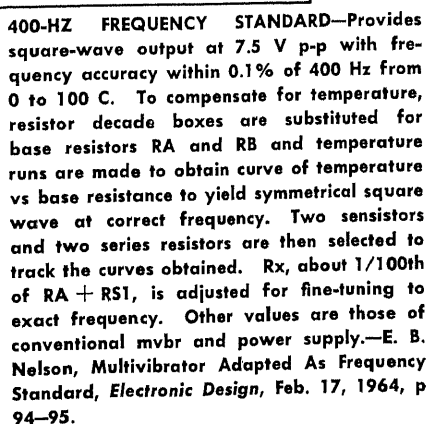 400-HZ FREQUENCY STANDARD—Provides
square-wave output at 7.5 V p-p with fre-
quency accuracy within 0.1% of 400 Hz from
0 to 100 C. To compensate for temperature,
resistor decade boxes are substituted for
base resistors RA and RB and temperature
runs are made to obtain curve of temperature
vs base resistance to yield symmetrical square
wave at correct frequency. Two sensistors
and two series resistors are then selected to
track the curves obtained. Rx, about 1/100th
of RA + RS1, is adjusted for fine-tuning to
exact frequency. Other values are those of
conventional mvbr and power supply.—E. B.
Nelson, Multivibrator Adapted As Frequency
Standard, Electronic Design, Feb. 17, 1964, p
94–95.